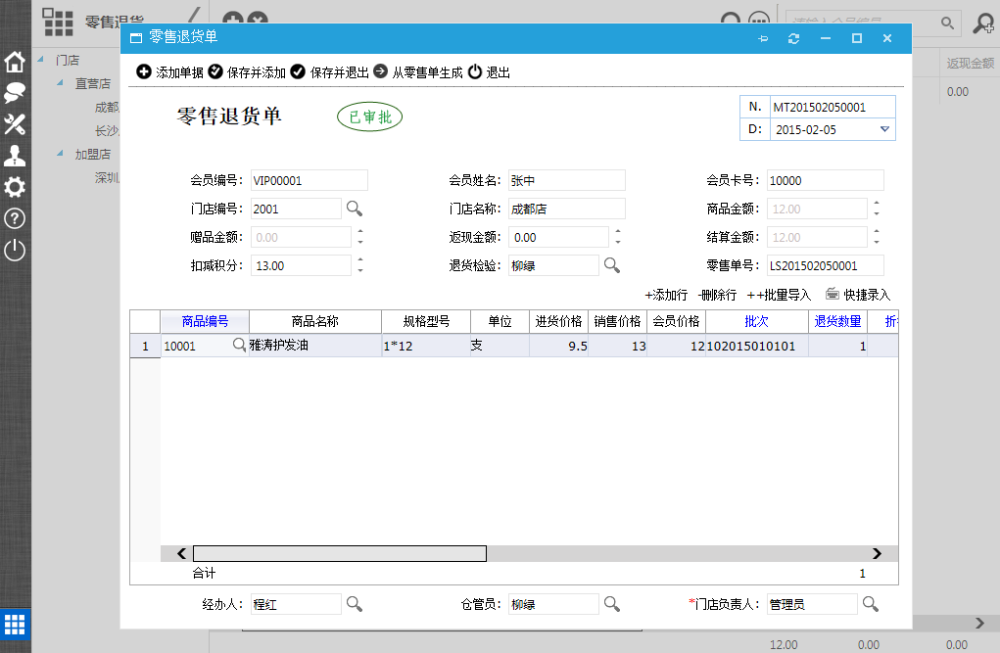 零售退货
请输入会员编号
零售退货单
添加单据 保存并添加 保存并退出 从零售单生成 退出
门店
直营店
成都
长沙
加盟店
深圳
返现金额
0.00
零售退货单
已审批
N. MT201502050001
D: 2015-02-05
会员编号: VIP00001 会员姓名: 张中 会员卡号: 10000
门店编号: 2001 门店名称: 成都店 商品金额: 12.00
赠品金额: 0.00 返现金额: 0.00 结算金额: 12.00
扣减积分: 13.00 退货检验: 柳绿 零售单号: LS201502050001
+添加行 -删除行 ++批量导入 快捷录入
商品编号 商品名称 规格型号 单位 进货价格 销售价格 会员价格 批次 退货数量 折
1 10001 雅涛护发油 1*12 支 9.5 13 12 102015010101 1
合计 1
经办人: 程红 仓管员: 柳绿 *门店负责人: 管理员
12.00 0.00 0.00